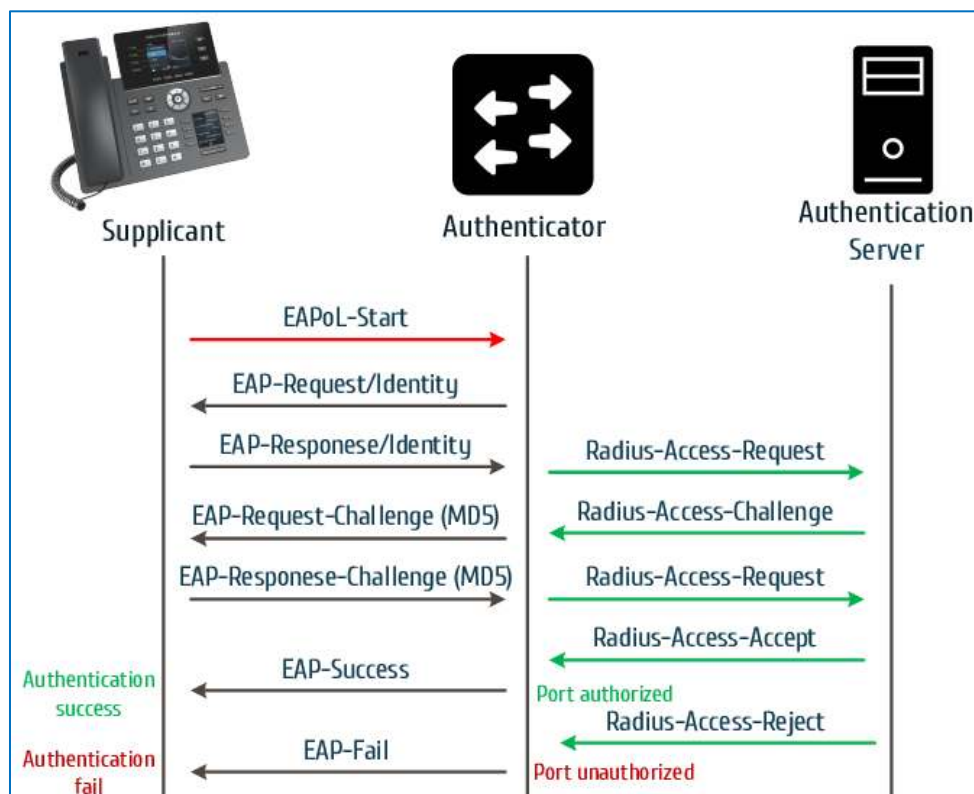 Supplicant
Authenticator
Authentication
Server
EAPoL-Start
EAP-Request/Identity
EAP-Responese/Identity
Radius-Access-Request
EAP-Request-Challenge (MD5)
Radius-Access-Challenge
EAP-Responese-Challenge (MD5)
Radius-Access-Request
Radius-Access-Accept
EAP-Success
Authentication
success
Port authorized
Radius-Access-Reject
EAP-Fail
Authentication
fail
Port unauthorized